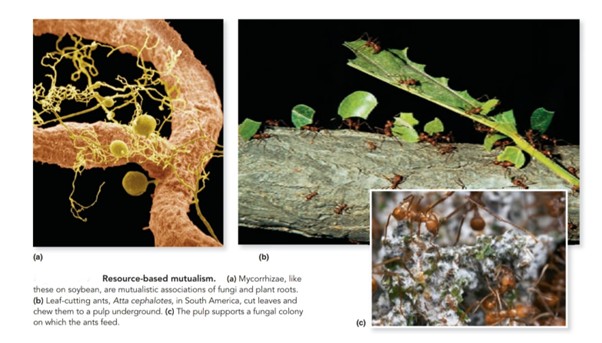 (a)
(b)
Resource-based mutualism. (a) Mycorrhizae, like
these on soybean, are mutualistic associations of fungi and plant roots.
(b) Leaf-cutting ants, Atta cephalotes, in South America, cut leaves and
chew them to a pulp underground. (c) The pulp supports a fungal colony
on which the ants feed.
(c)